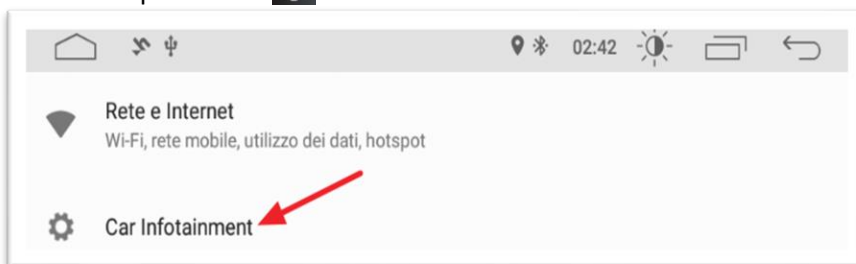 02:42
Rete e Internet
Wi-Fi, rete mobile, utilizzo dei dati, hotspot
Car Infotainment